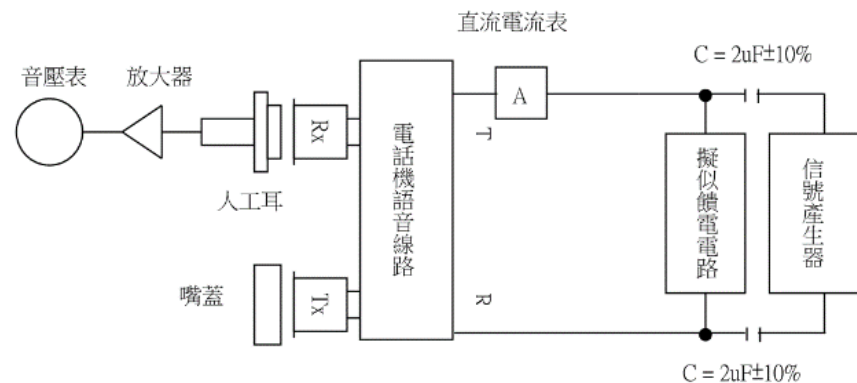 直流電流表
C = 2uF±10%
音壓表
放大器
A
Rx
電話機語音線路
T
擬似饋電電路
信號產生器
人工耳
嘴蓋
Tx
R
C = 2uF±10%